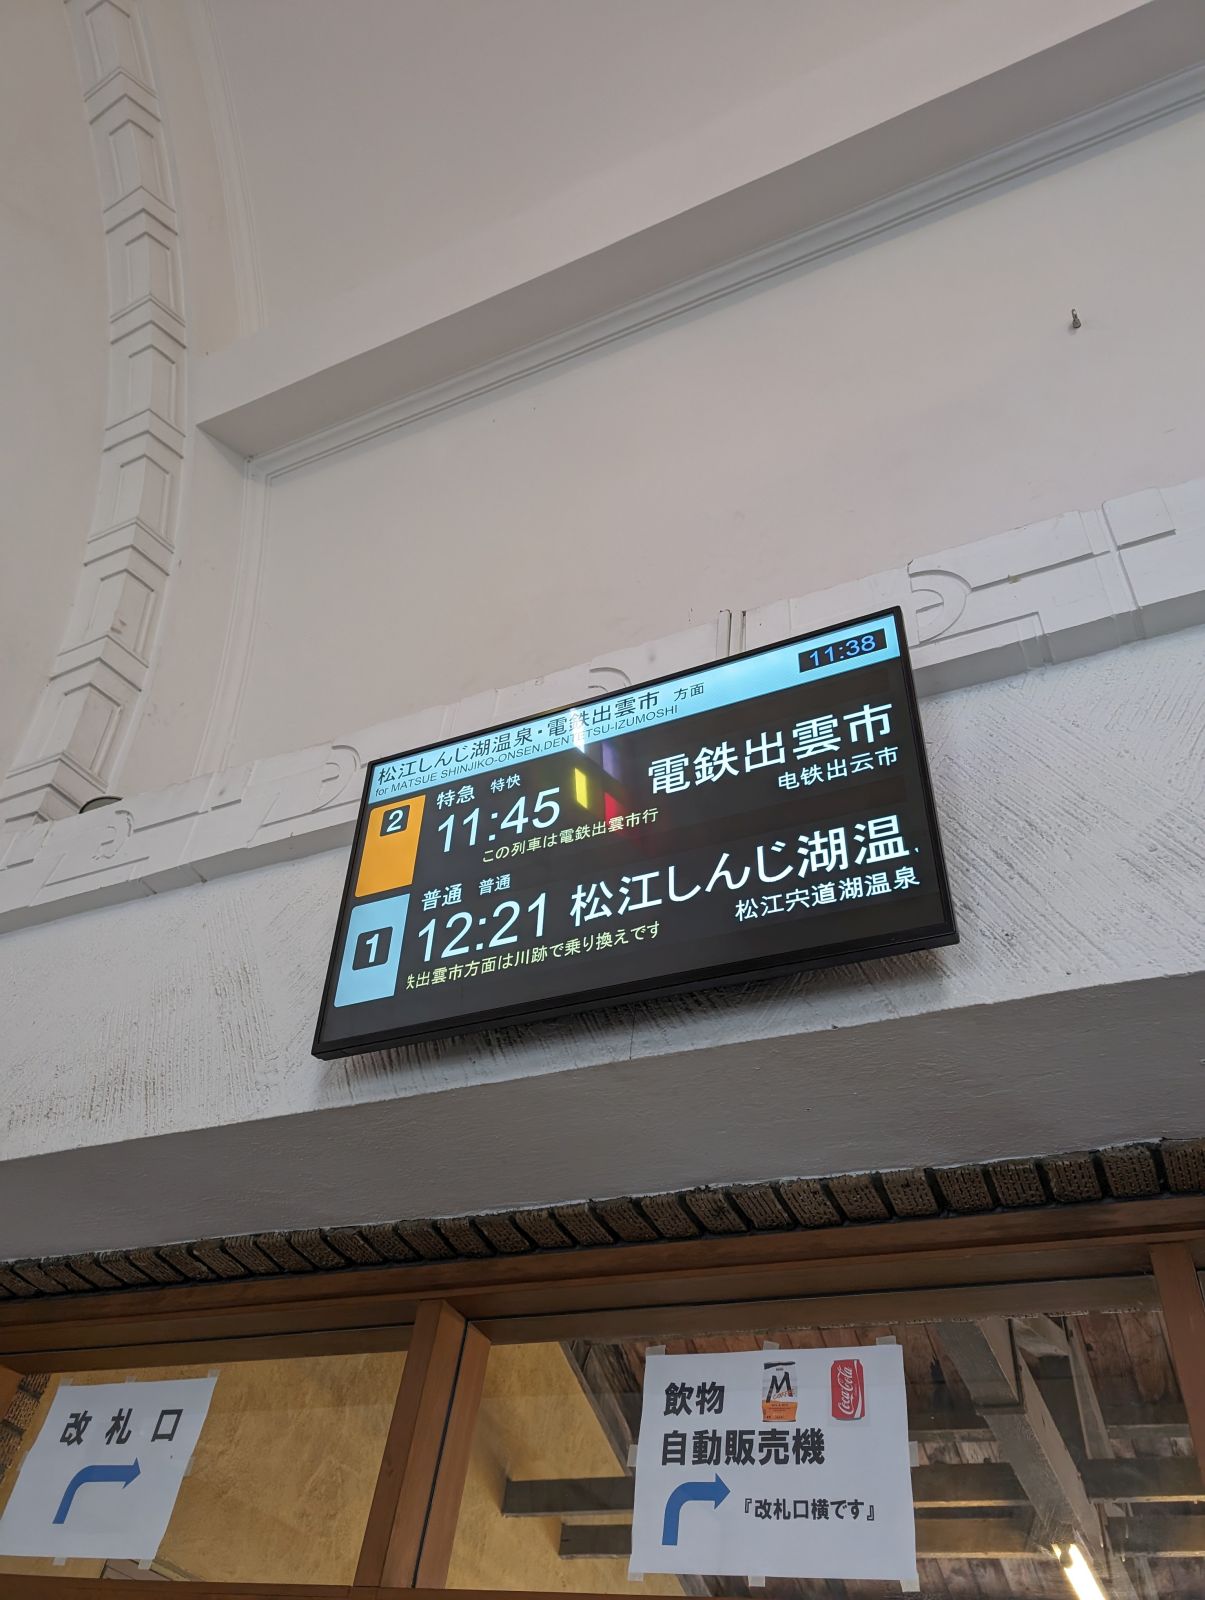 松江しんじ湖温泉・電鉄出雲市 方面
for MATSUE SHINJIKO-ONSEN,DENTETSU-IZUMOSHI
11:38
2
特急 特快
11:45
電鉄出雲市
电铁出云市
この列車は電鉄出雲市行
1
普通 普通
12:21
松江しんじ湖温
松江宍道湖温泉
出雲市方面は川跡で乗り換えです
改札口
飲物
自動販売機
『改札口横です』
M
COFFEE
Coca-Cola